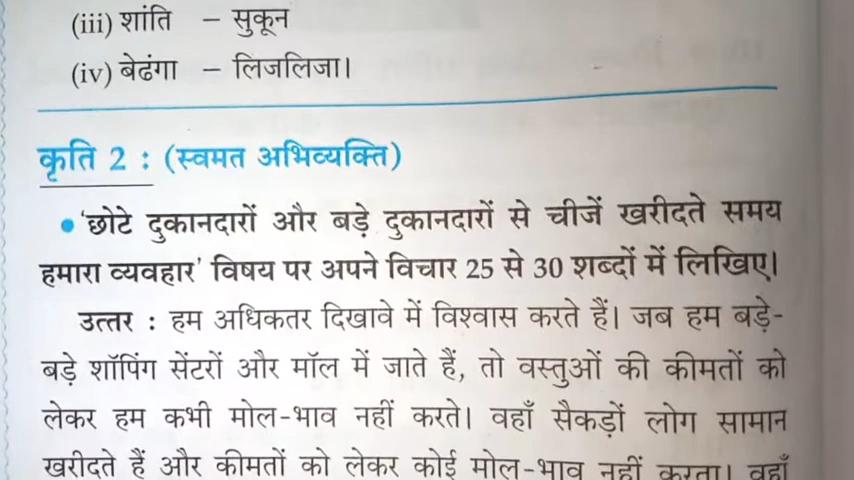 (iii) शांति – सुकून
(iv) बेढंगा – लिजलिजा।
कृति 2 : (स्वमत अभिव्यक्ति)
• 'छोटे दुकानदारों और बड़े दुकानदारों से चीजें खरीदते समय
हमारा व्यवहार' विषय पर अपने विचार 25 से 30 शब्दों में लिखिए।
उत्तर : हम अधिकतर दिखावे में विश्वास करते हैं। जब हम बड़े-
बड़े शॉपिंग सेंटरों और मॉल में जाते हैं, तो वस्तुओं की कीमतों को
लेकर हम कभी मोल-भाव नहीं करते। वहाँ सैकड़ों लोग सामान
खरीदते हैं और कीमतों को लेकर कोई मोल-भाव नहीं करता। वहाँ